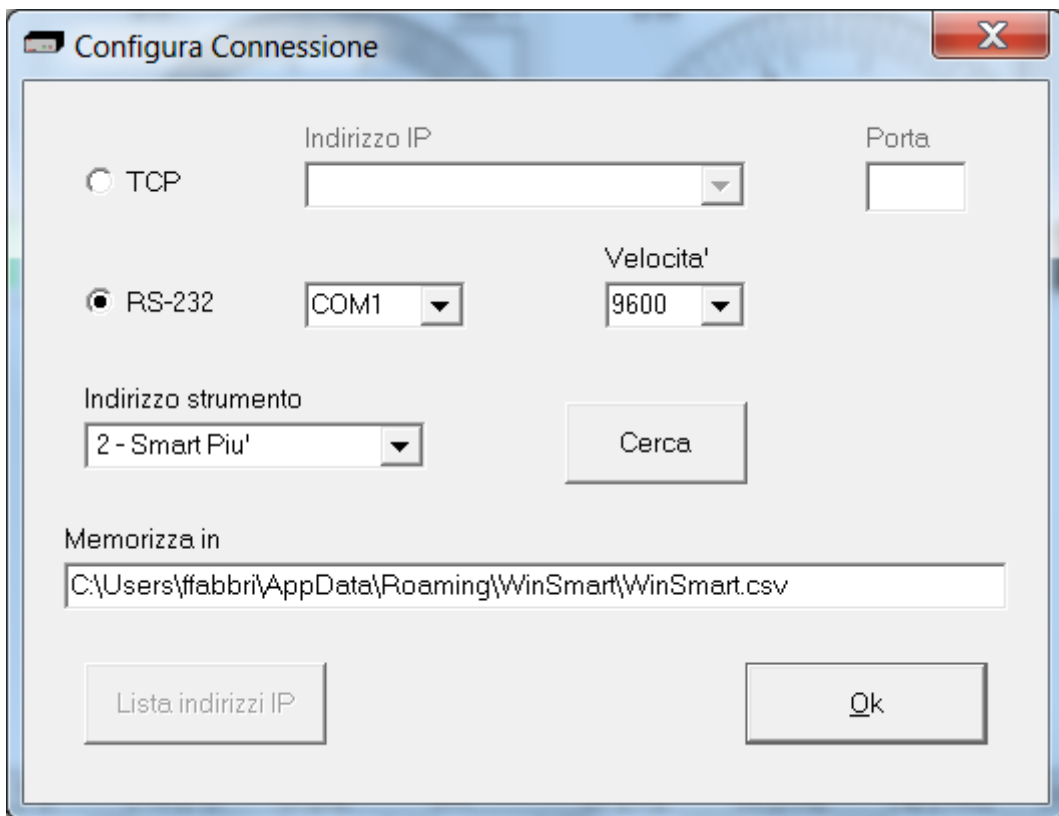 Configura Connessione
Indirizzo IP
Porta
TCP
Velocita'
RS-232
COM1
9600
Indirizzo strumento
2 - Smart Piu'
Cerca
Memorizza in
C:\Users\ffabbri\AppData\Roaming\WinSmart\WinSmart.csv
Lista indirizzi IP
Ok